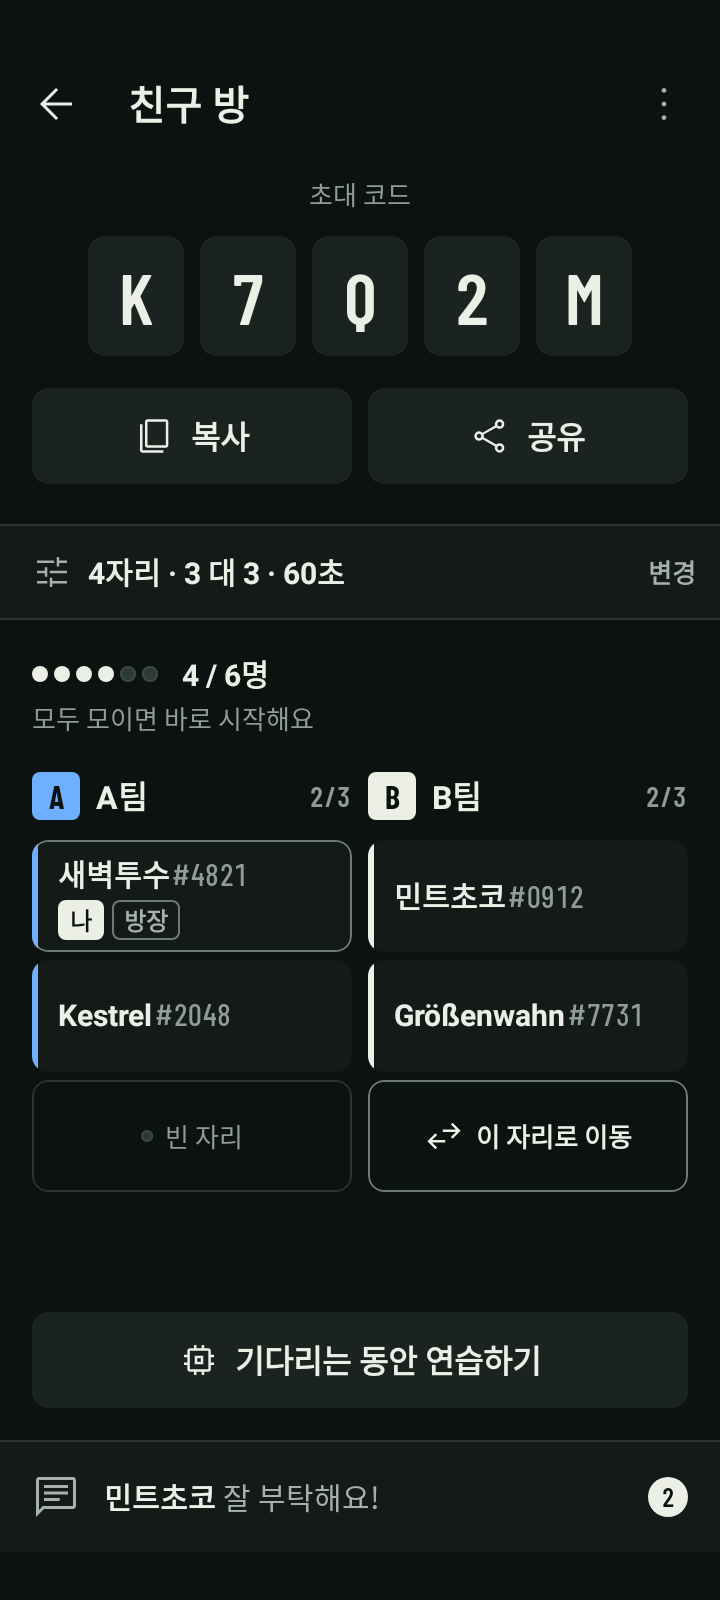 친구 방
초대 코드
K 7 Q 2 M
복사
공유
4자리 · 3 대 3 · 60초
변경
4 / 6명
모두 모이면 바로 시작해요
A A팀 2/3
새벽투수#4821
나 방장
Kestrel#2048
빈 자리
B B팀 2/3
민트초코#0912
Größenwahn#7731
이 자리로 이동
기다리는 동안 연습하기
민트초코 잘 부탁해요!
2